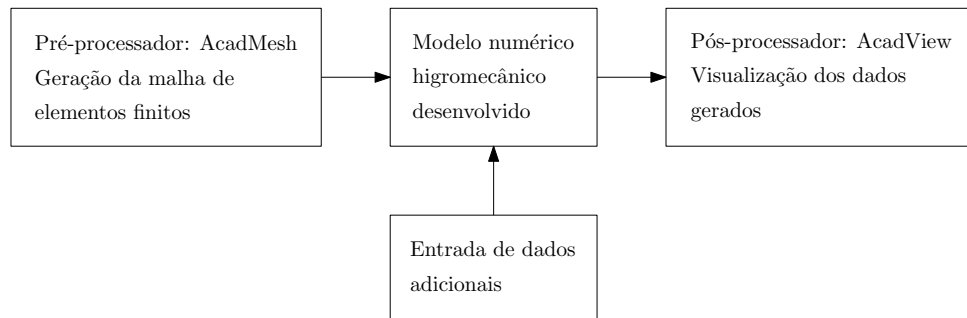 Pré-processador: AcadMesh
Geração da malha de
elementos finitos
Modelo numérico
higromecânico
desenvolvido
Pós-processador: AcadView
Visualização dos dados
gerados
Entrada de dados
adicionais